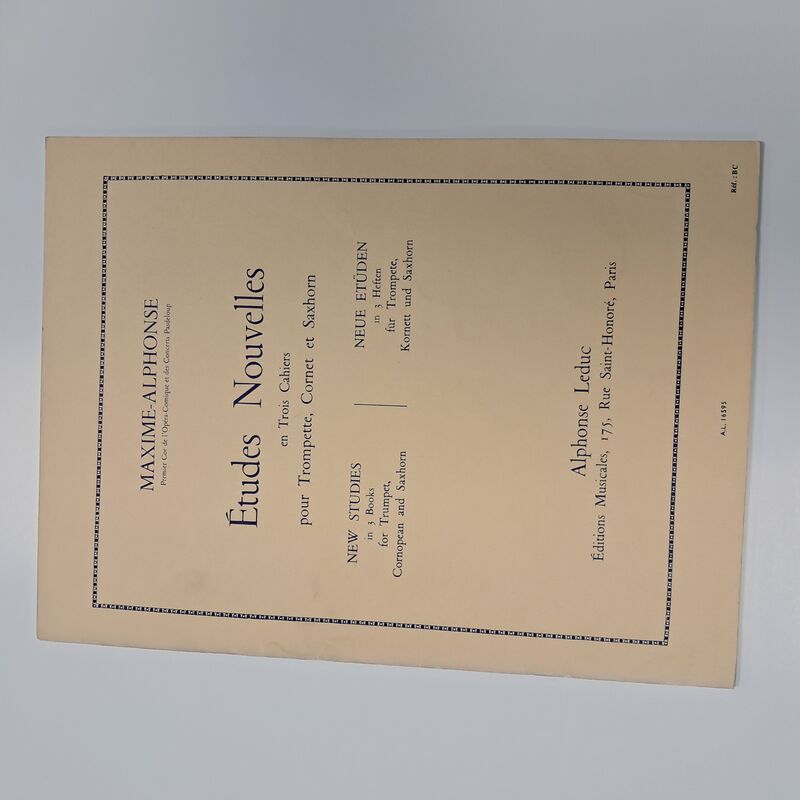 MAXIME-ALPHONSE
Premier Cor de l'Opéra-Comique et des Concerts Pasdeloup
Études Nouvelles
en Trois Cahiers
pour Trompette, Cornet et Saxhorn
NEW STUDIES
in 3 Books
for Trumpet,
Cornopean and Saxhorn
NEUE ETÜDEN
in 3 Heften
für Trompete,
Kornett und Saxhorn
Alphonse Leduc
Éditions Musicales, 175, Rue Saint-Honoré, Paris
A.L. 16595
Réf. : BC